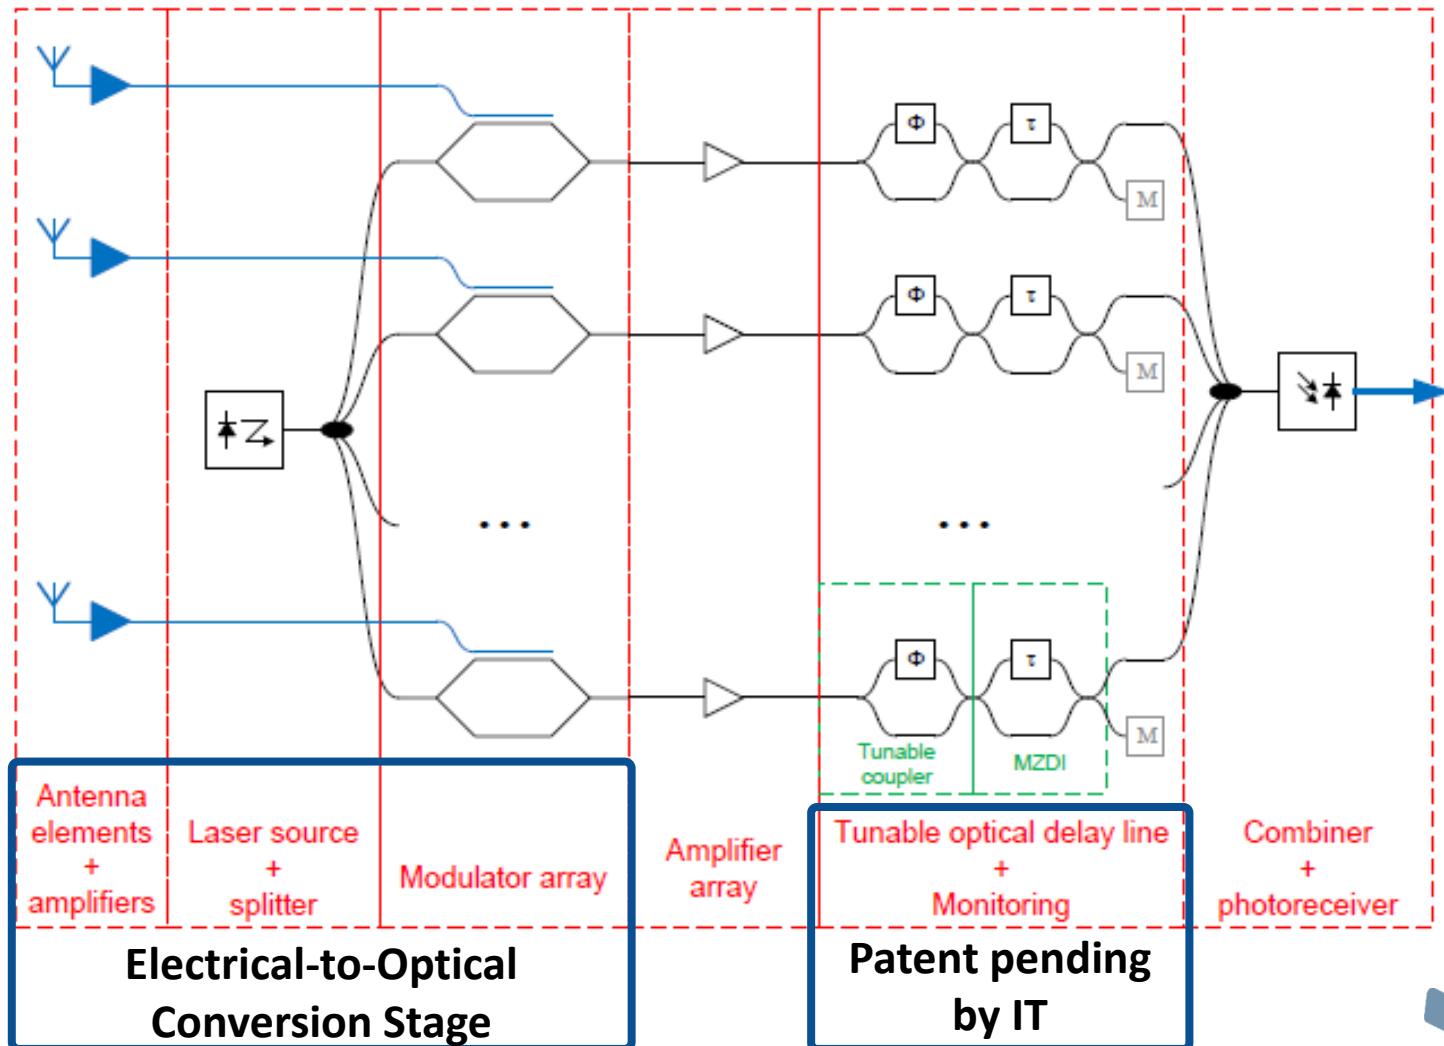 Φ
τ
M
Φ
τ
M
...
...
Φ
τ
M
Tunable
coupler
MZDI
Antenna
elements
+
amplifiers
Laser source
+
splitter
Modulator array
Amplifier
array
Tunable optical delay line
+
Monitoring
Combiner
+
photoreceiver
Electrical-to-Optical
Conversion Stage
Patent pending
by IT